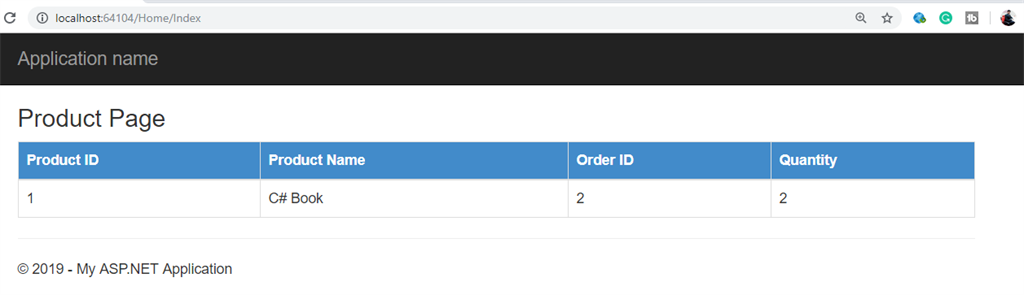 localhost:64104/Home/Index
Application name
Product Page
Product ID Product Name Order ID Quantity
1 C# Book 2 2
© 2019 - My ASP.NET Application